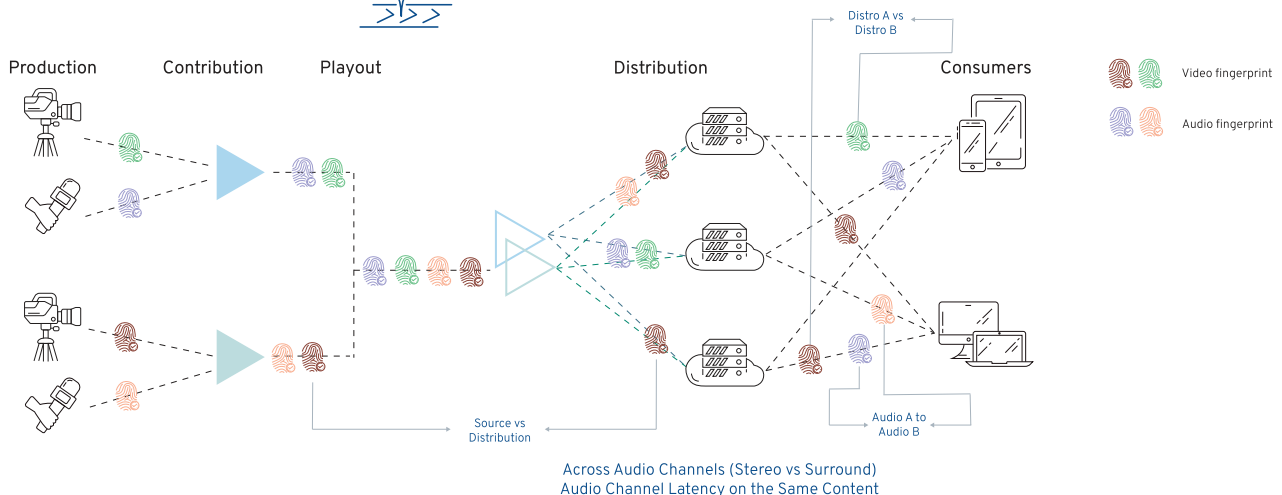 Distro A vs
Distro B
Production
Contribution
Playout
Distribution
Consumers
Video fingerprint
Audio fingerprint
Source vs
Distribution
Audio A to
Audio B
Across Audio Channels (Stereo vs Surround)
Audio Channel Latency on the Same Content